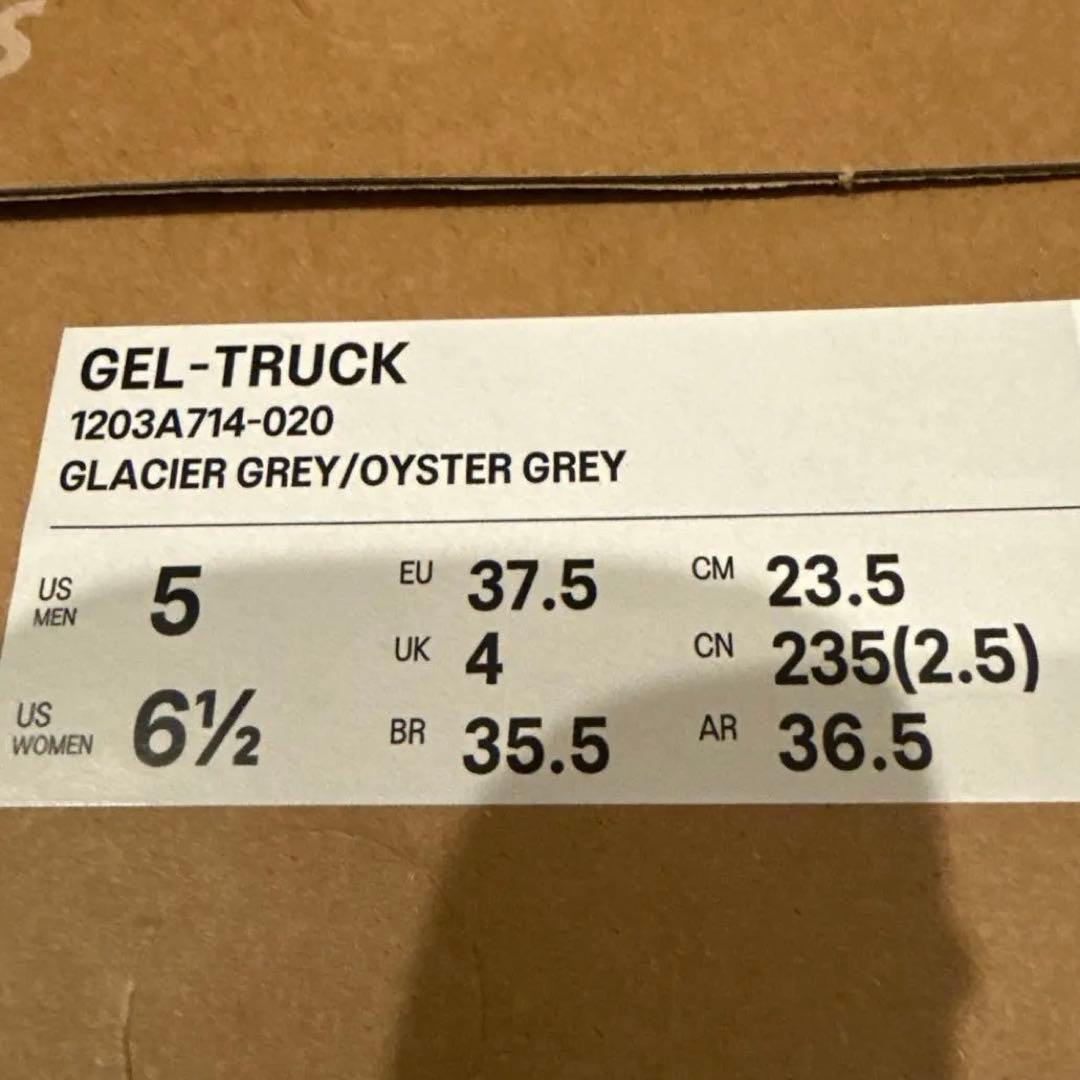 GEL-TRUCK
1203A714-020
GLACIER GREY/OYSTER GREY
US MEN 5 EU 37.5 CM 23.5
UK 4 CN 235(2.5)
US WOMEN 6½ BR 35.5 AR 36.5